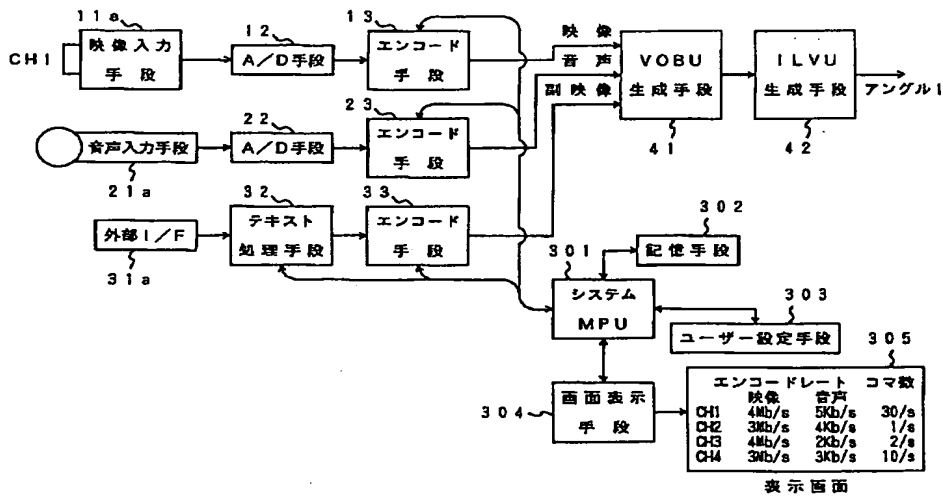 11a
CH1
映像入力
手段
12
A/D手段
13
エンコード
手段
映像
音声
副映像
VOBU
生成手段
41
ILVU
生成手段
42
アングル1
音声入力手段
21a
22
A/D手段
23
エンコード
手段
外部I/F
31a
32
テキスト
処理手段
33
エンコード
手段
302
記憶手段
301
システム
MPU
303
ユーザー設定手段
305
304
画面表示
手段
エンコードレート コマ数
映像 音声
CH1 4Mb/s 5Kb/s 30/s
CH2 3Mb/s 4Kb/s 1/s
CH3 4Mb/s 2Kb/s 2/s
CH4 3Mb/s 3Kb/s 10/s
表示画面